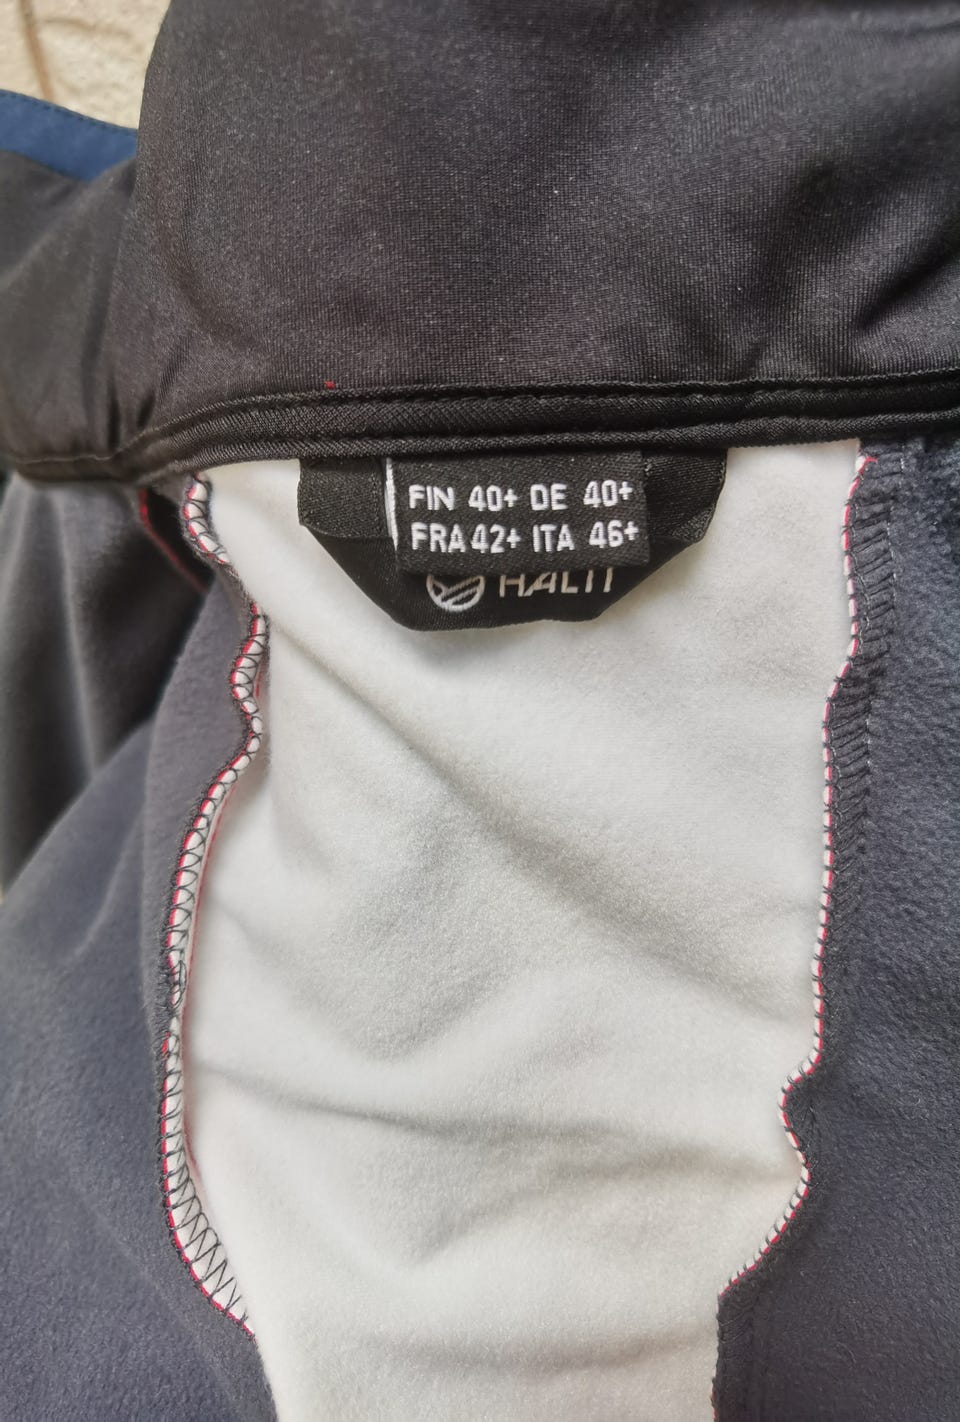 FIN 40+ DE 40+
FRA 42+ ITA 46+
HALTI